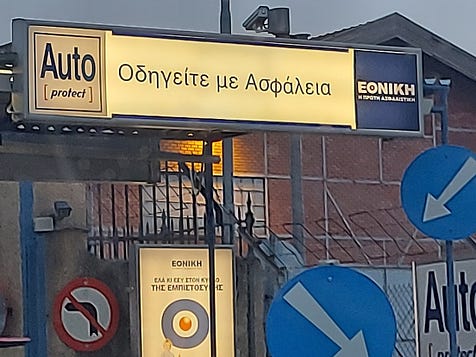 Auto
[ protect ]
Οδηγείτε με Ασφάλεια
ΕΘΝΙΚΗ
Η ΠΡΩΤΗ ΑΣΦΑΛΙΣΤΙΚΗ
ΕΘΝΙΚΗ
ΕΛΑ ΚΙ ΕΣΥ ΣΤΟΝ ΚΥΚΛΟ
ΤΗΣ ΕΜΠΙΣΤΟΣΥΝΗΣ
Auto